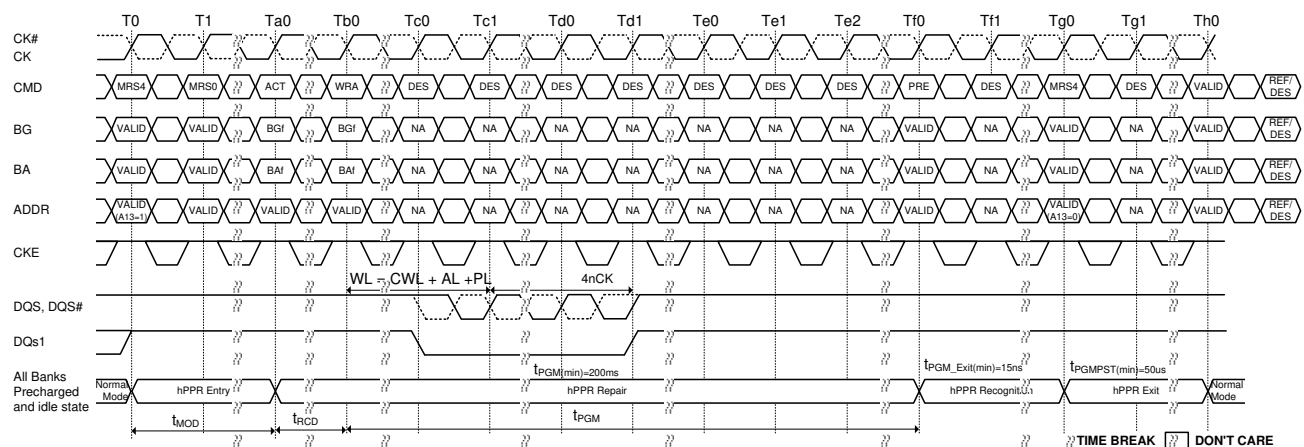 T0 T1 Ta0 Tb0 Tc0 Tc1 Td0 Td1 Te0 Te1 Te2 Tf0 Tf1 Tg0 Tg1 Th0
CK#
CK
CMD MRS4 MRS0 ACT WRA DES DES DES DES DES DES DES PRE DES MRS4 DES VALID REF/DES
BG VALID VALID BGf BGf NA NA NA NA NA NA NA VALID NA VALID NA VALID REF/DES
BA VALID VALID BAf BAf NA NA NA NA NA NA NA VALID NA VALID NA VALID REF/DES
ADDR VALID (A13=1) VALID VALID VALID NA NA NA NA NA NA NA VALID NA VALID (A13=0) NA VALID REF/DES
CKE
WL = CWL + AL +PL 4nCK
DQS, DQS#
DQs1
tPGM(min)=200ms tPGM_Exit(min)=15ns tPGMPST(min)=50us
All Banks
Precharged
and idle state
Normal Mode hPPR Entry hPPR Repair hPPR Recognition hPPR Exit Normal Mode
tMOD tRCD tPGM
TIME BREAK DON'T CARE